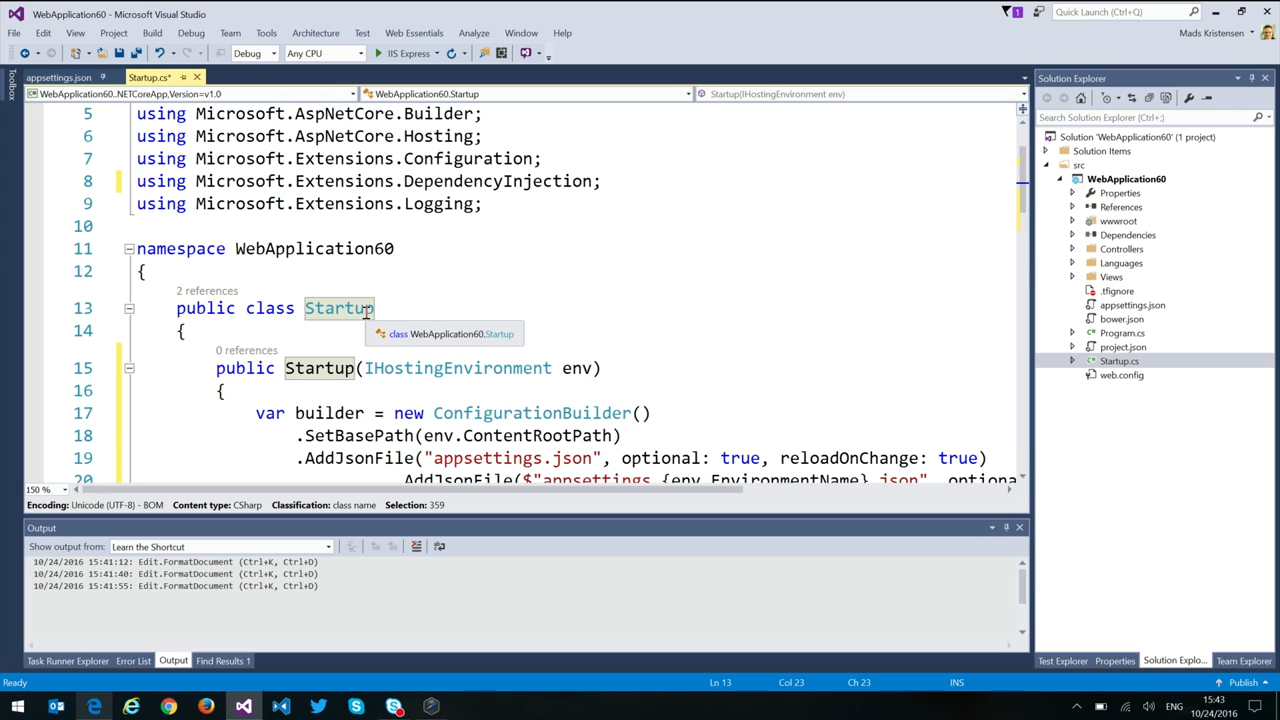 WebApplication60 - Microsoft Visual Studio
1
Quick Launch (Ctrl+Q)
File Edit View Project Build Debug Team Tools Architecture Test Web Essentials Analyze Window Help
Mads Kristensen
Debug Any CPU IIS Express
Toolbox
appsettings.json Startup.cs*
WebApplication60..NETCoreApp,Version=v1.0 WebApplication60.Startup Startup(IHostingEnvironment env)
5 using Microsoft.AspNetCore.Builder;
6 using Microsoft.AspNetCore.Hosting;
7 using Microsoft.Extensions.Configuration;
8 using Microsoft.Extensions.DependencyInjection;
9 using Microsoft.Extensions.Logging;
10
11 namespace WebApplication60
12 {
2 references
13 public class Startup
class WebApplication60.Startup
14 {
0 references
15 public Startup(IHostingEnvironment env)
16 {
17 var builder = new ConfigurationBuilder()
18 .SetBasePath(env.ContentRootPath)
19 .AddJsonFile("appsettings.json", optional: true, reloadOnChange: true)
20 .AddJsonFile($"appsettings.{env.EnvironmentName}.json", optiona
150 %
Encoding: Unicode (UTF-8) - BOM Content type: CSharp Classification: class name Selection: 359
Output
Show output from: Learn the Shortcut
10/24/2016 15:41:12: Edit.FormatDocument (Ctrl+K, Ctrl+D)
10/24/2016 15:41:40: Edit.FormatDocument (Ctrl+K, Ctrl+D)
10/24/2016 15:41:55: Edit.FormatDocument (Ctrl+K, Ctrl+D)
Task Runner Explorer Error List Output Find Results 1
Solution Explorer
Search Solution Explorer (Ctrl+;)
Solution 'WebApplication60' (1 project)
Solution Items
src
WebApplication60
Properties
References
wwwroot
Dependencies
Controllers
Languages
Views
.tfignore
appsettings.json
bower.json
Program.cs
project.json
Startup.cs
web.config
Test Explorer Properties Solution Explo... Team Explorer
Ready Ln 13 Col 23 Ch 23 INS Publish
ENG
15:43
10/24/2016